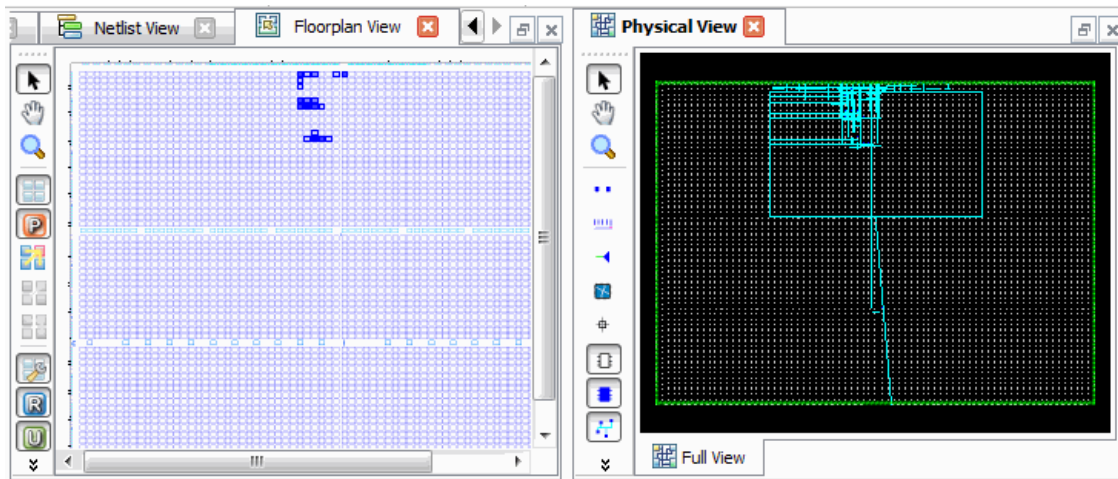 Netlist View
Floorplan View
Physical View
P
R
U
Full View